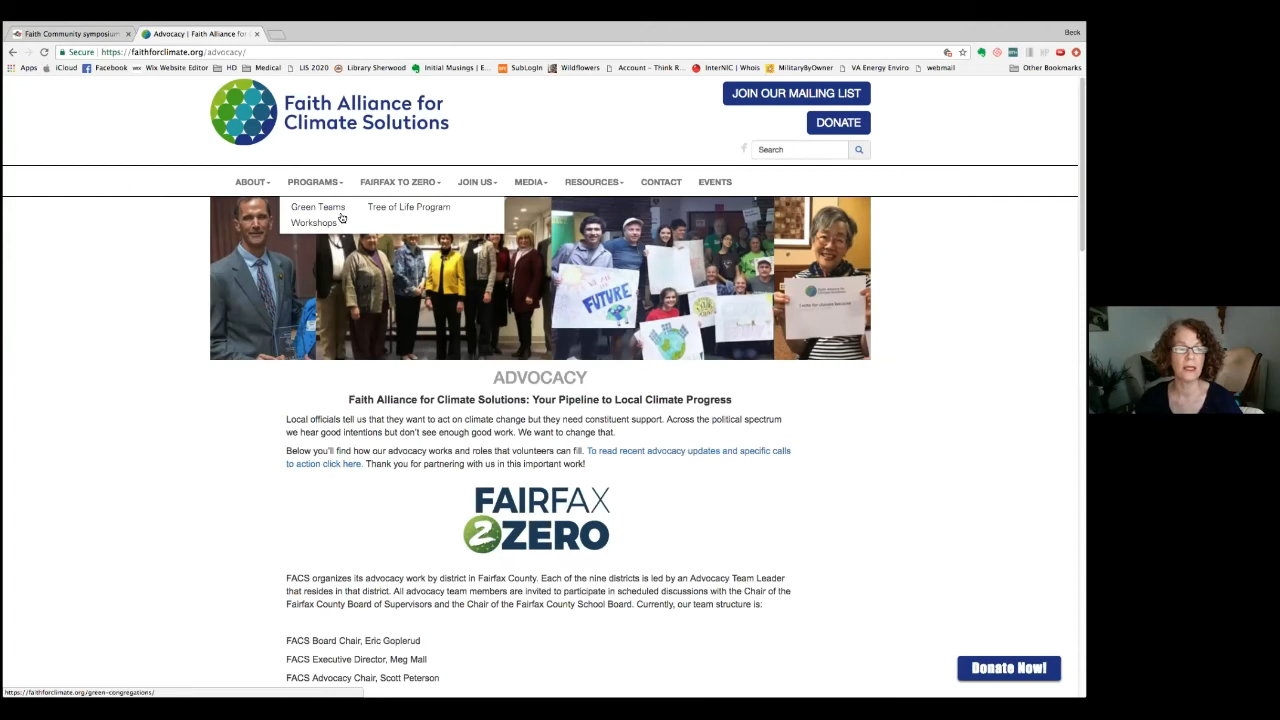 Faith Community symposium
Advocacy | Faith Alliance for
Beck
Secure
https://faithforclimate.org/advocacy/
Apps
iCloud
Facebook
Wix Website Editor
HD
Medical
LIS 2020
Library Sherwood
Initial Musings | E...
SubLogIn
Wildflowers
Account – Think R...
InterNIC | Whois
MilitaryByOwner
VA Energy Enviro
webmail
Other Bookmarks
Faith Alliance for
Climate Solutions
JOIN OUR MAILING LIST
DONATE
Search
ABOUT
PROGRAMS
FAIRFAX TO ZERO
JOIN US
MEDIA
RESOURCES
CONTACT
EVENTS
Green Teams
Tree of Life Program
Workshops
FUTURE
ADVOCACY
Faith Alliance for Climate Solutions: Your Pipeline to Local Climate Progress
Local officials tell us that they want to act on climate change but they need constituent support. Across the political spectrum
we hear good intentions but don't see enough good work. We want to change that.
Below you'll find how our advocacy works and roles that volunteers can fill. To read recent advocacy updates and specific calls
to action click here. Thank you for partnering with us in this important work!
FAIRFAX
2ZERO
FACS organizes its advocacy work by district in Fairfax County. Each of the nine districts is led by an Advocacy Team Leader
that resides in that district. All advocacy team members are invited to participate in scheduled discussions with the Chair of the
Fairfax County Board of Supervisors and the Chair of the Fairfax County School Board. Currently, our team structure is:
FACS Board Chair, Eric Goplerud
FACS Executive Director, Meg Mall
FACS Advocacy Chair, Scott Peterson
Donate Now!
https://faithforclimate.org/green-congregations/